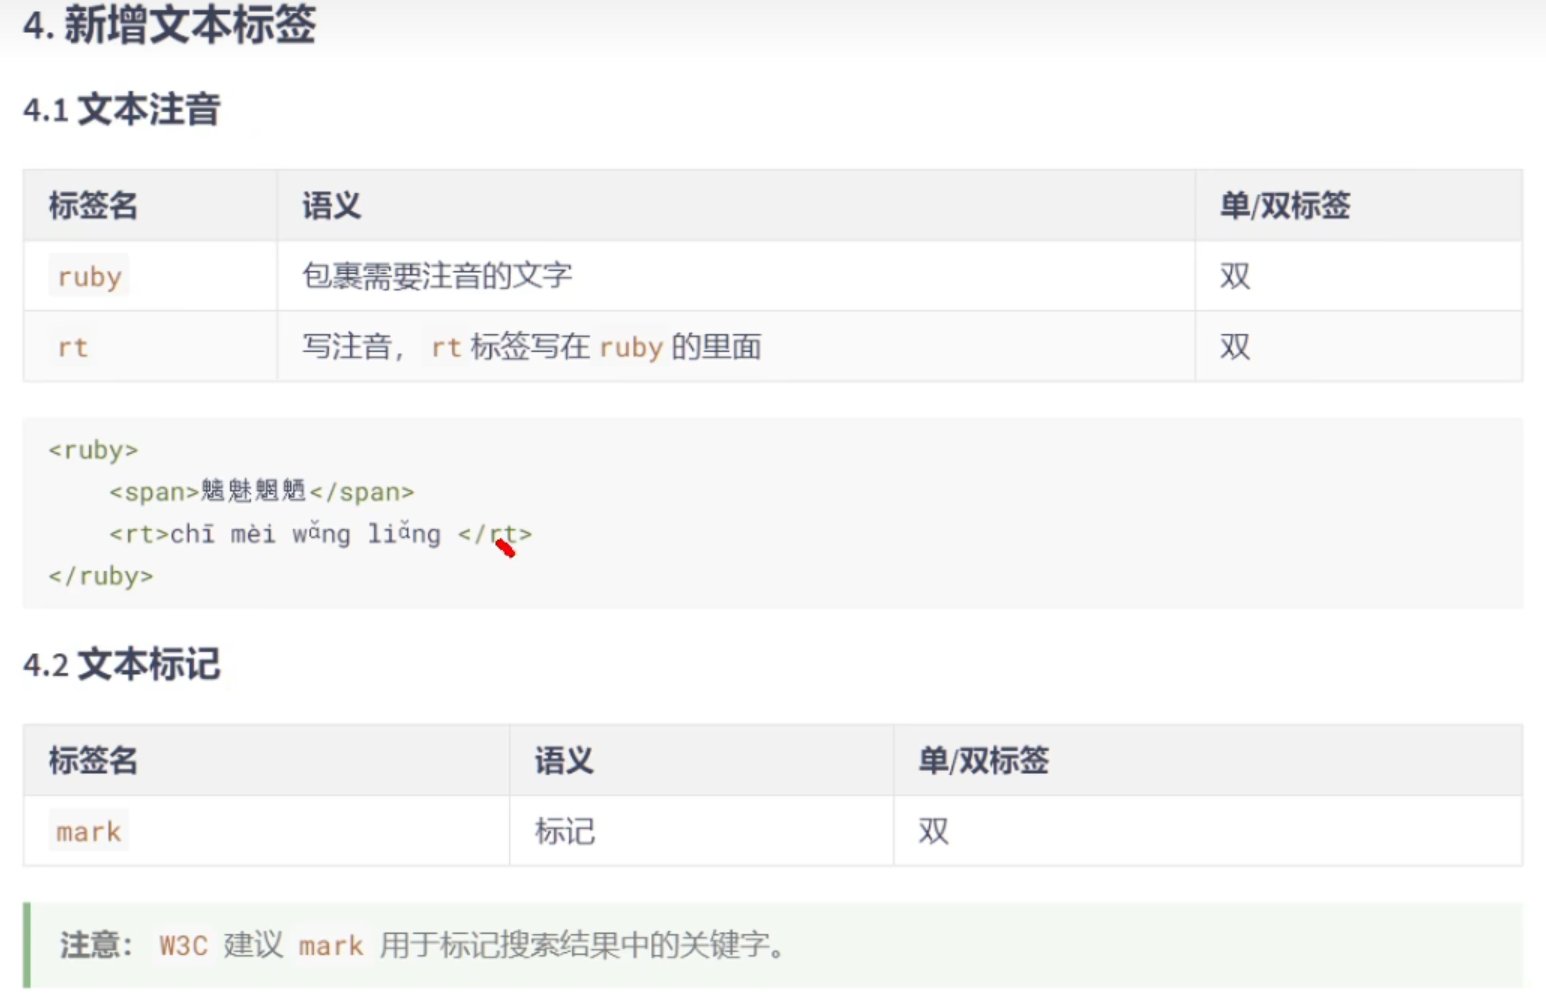 4. 新增文本标签
4.1 文本注音
标签名 语义 单/双标签
ruby 包裹需要注音的文字 双
rt 写注音， rt 标签写在 ruby 的里面 双
<ruby>
    <span>魑魅魍魉</span>
    <rt>chī mèi wǎng liǎng </rt>
</ruby>
4.2 文本标记
标签名 语义 单/双标签
mark 标记 双
注意： W3C 建议 mark 用于标记搜索结果中的关键字。